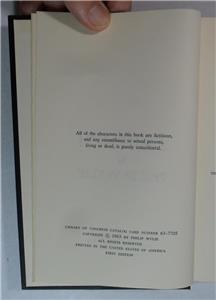 All of the characters in this book are fictitious,
and any resemblance to actual persons,
living or dead, is purely coincidental.
LIBRARY OF CONGRESS CATALOG CARD NUMBER 63-7725
COPYRIGHT © 1963 BY PHILIP WYLIE
ALL RIGHTS RESERVED
PRINTED IN THE UNITED STATES OF AMERICA
FIRST EDITION